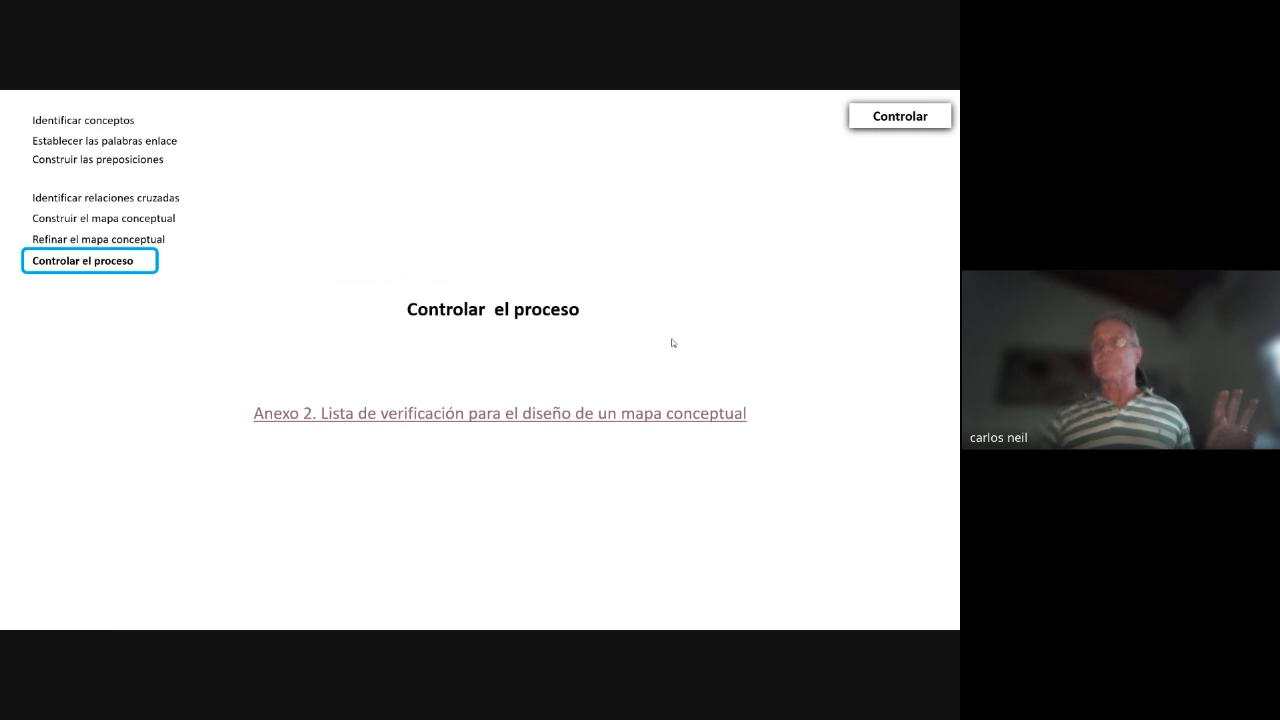 Controlar
Identificar conceptos
Establecer las palabras enlace
Construir las preposiciones
Identificar relaciones cruzadas
Construir el mapa conceptual
Refinar el mapa conceptual
Controlar el proceso
Controlar el proceso
Anexo 2. Lista de verificación para el diseño de un mapa conceptual
carlos neil